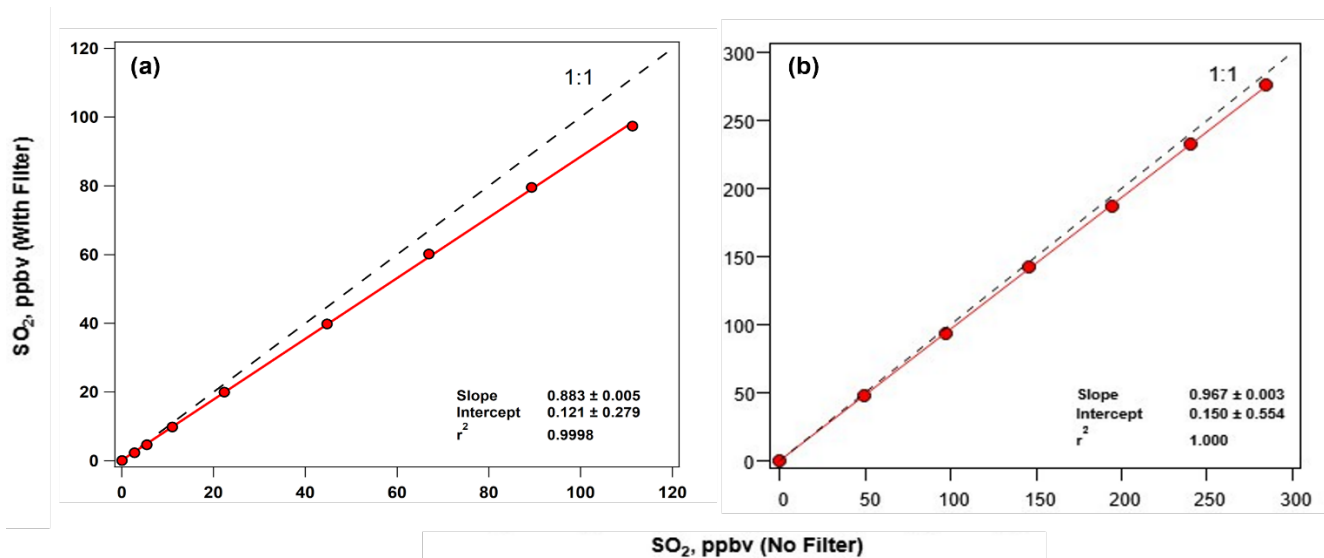 SO2, ppbv (With Filter)
(a)
1:1
120
100
80
60
40
20
0
0 20 40 60 80 100 120
Slope 0.883 ± 0.005
Intercept 0.121 ± 0.279
r2 0.9998
(b)
1:1
300
250
200
150
100
50
0
0 50 100 150 200 250 300
Slope 0.967 ± 0.003
Intercept 0.150 ± 0.554
r2 1.000
SO2, ppbv (No Filter)